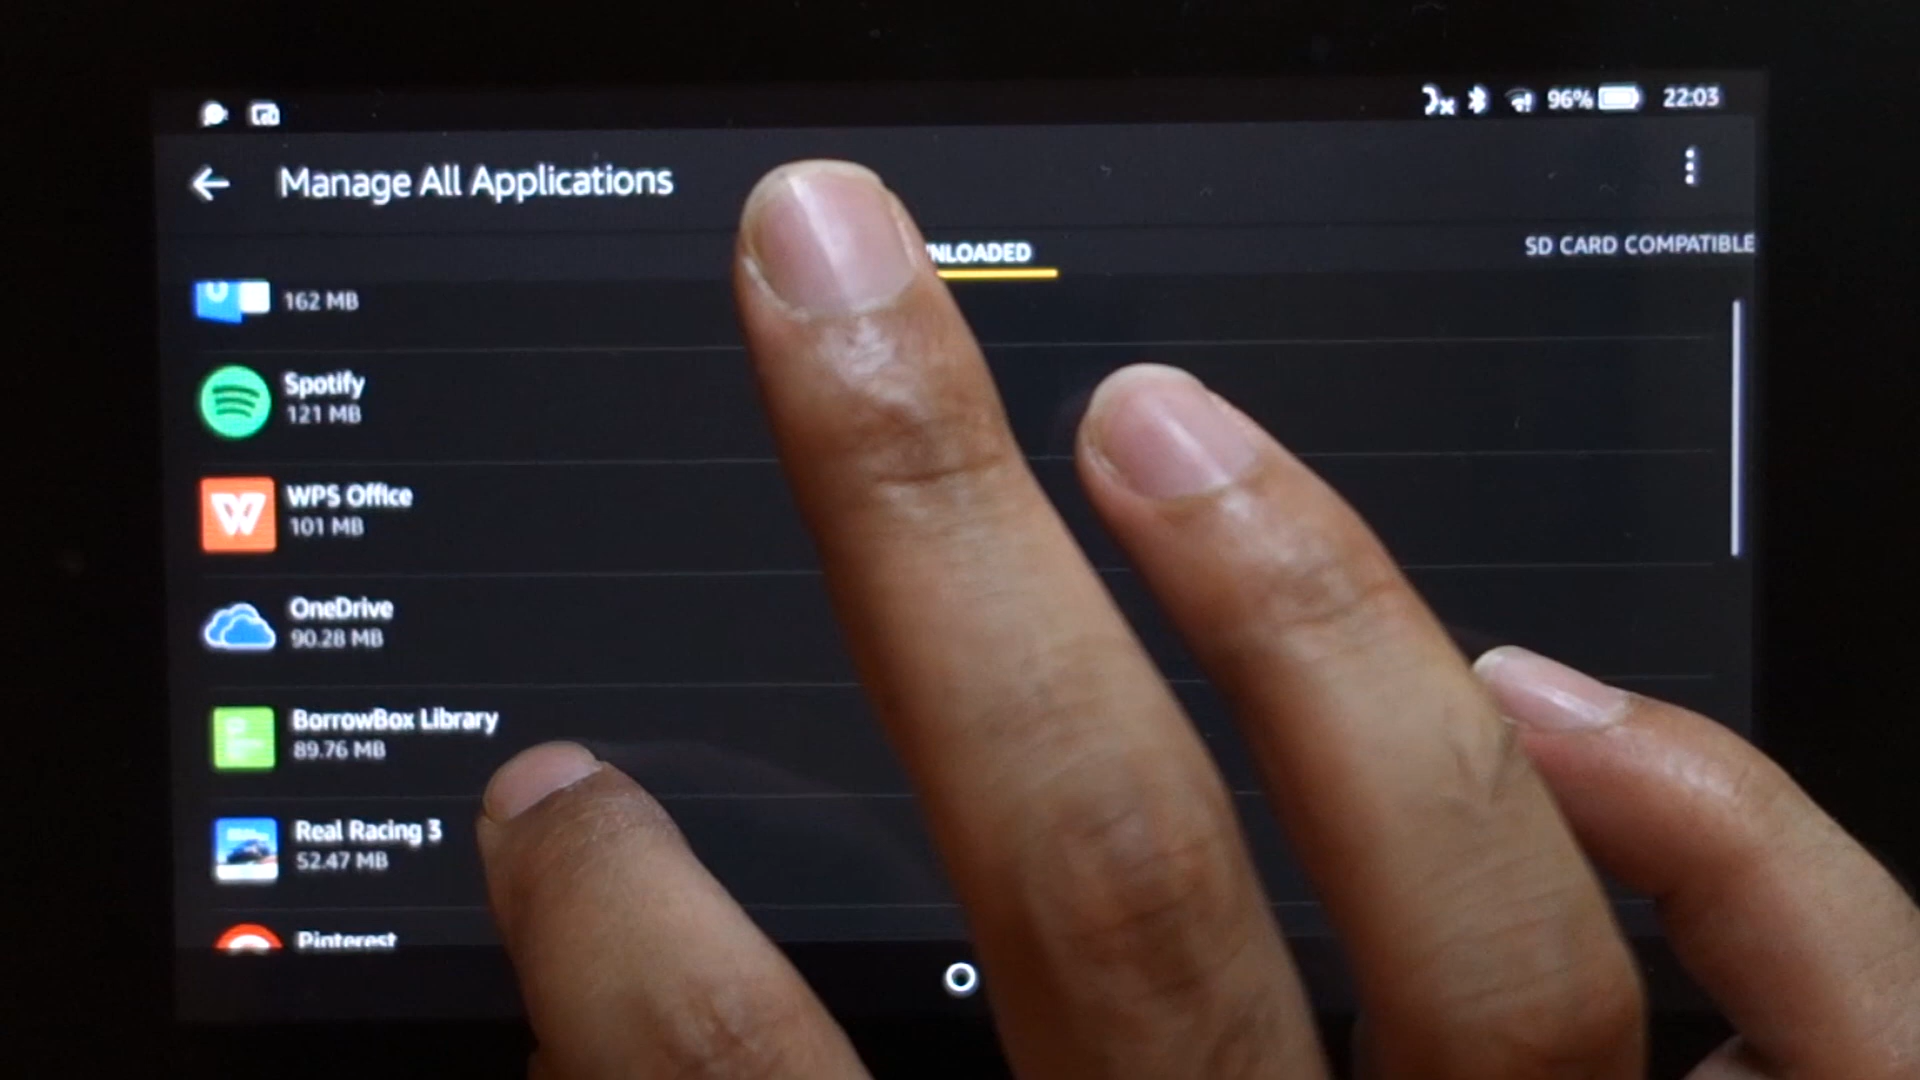 96% 22:03
Manage All Applications
NLOADED
SD CARD COMPATIBLE
162 MB
Spotify
121 MB
WPS Office
101 MB
OneDrive
90.28 MB
BorrowBox Library
89.76 MB
Real Racing 3
52.47 MB
Pinterest